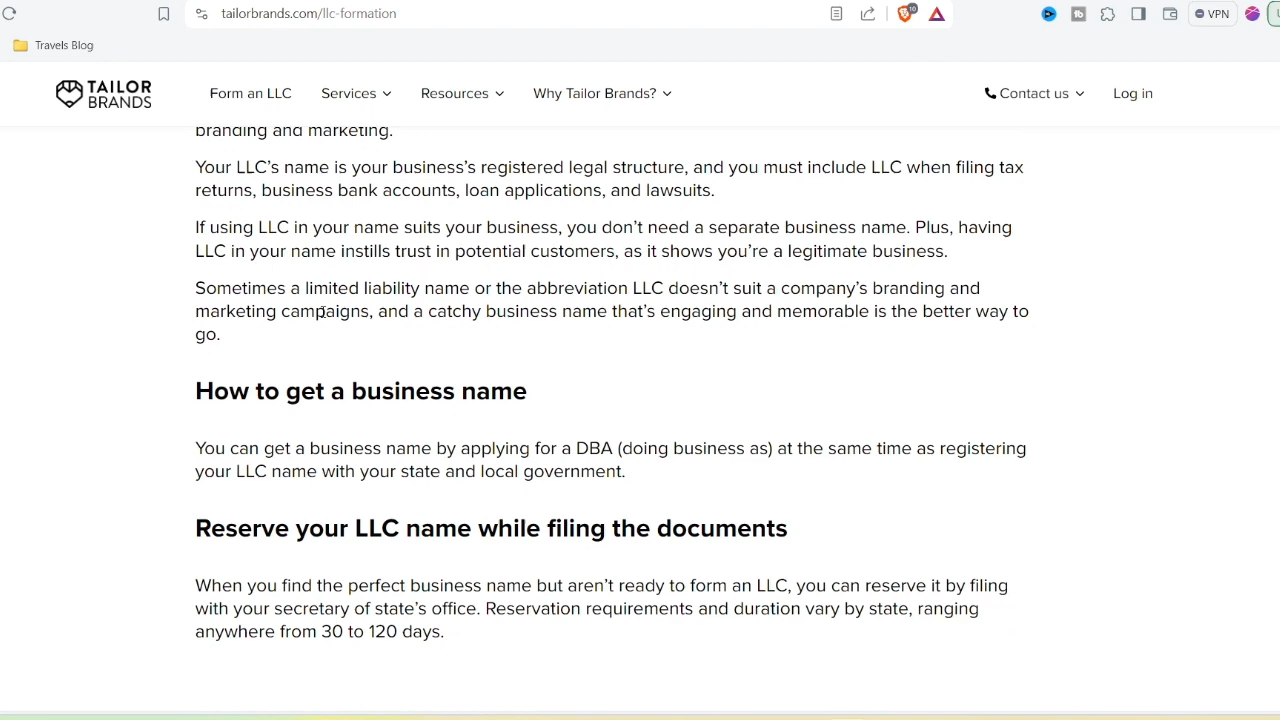 tailorbrands.com/llc-formation
10
VPN
Travels Blog
TAILOR
BRANDS
Form an LLC
Services
Resources
Why Tailor Brands?
Contact us
Log in
branding and marketing.
Your LLC’s name is your business’s registered legal structure, and you must include LLC when filing tax
returns, business bank accounts, loan applications, and lawsuits.
If using LLC in your name suits your business, you don’t need a separate business name. Plus, having
LLC in your name instills trust in potential customers, as it shows you’re a legitimate business.
Sometimes a limited liability name or the abbreviation LLC doesn’t suit a company’s branding and
marketing campaigns, and a catchy business name that’s engaging and memorable is the better way to
go.
How to get a business name
You can get a business name by applying for a DBA (doing business as) at the same time as registering
your LLC name with your state and local government.
Reserve your LLC name while filing the documents
When you find the perfect business name but aren’t ready to form an LLC, you can reserve it by filing
with your secretary of state’s office. Reservation requirements and duration vary by state, ranging
anywhere from 30 to 120 days.